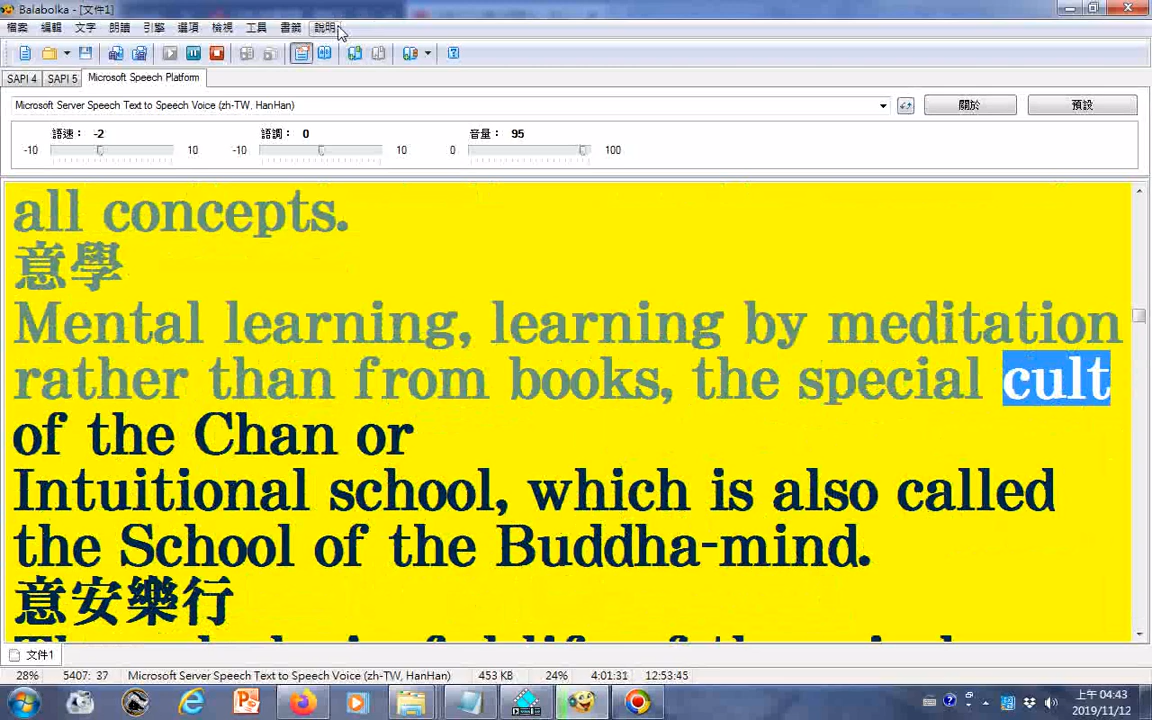 Balabolka - [文件1]
檔案 編輯 文字 朗讀 引擎 選項 檢視 工具 書籤 說明
SAPI 4 SAPI 5 Microsoft Speech Platform
Microsoft Server Speech Text to Speech Voice (zh-TW, HanHan) 關於 預設
語速： -2 語調： 0 音量： 95
-10 10 -10 10 0 100
all concepts.
意學
Mental learning, learning by meditation
rather than from books, the special cult
of the Chan or
Intuitional school, which is also called
the School of the Buddha-mind.
意安樂行
文件1
28% 5407: 37 Microsoft Server Speech Text to Speech Voice (zh-TW, HanHan) 453 KB 24% 4:01:31 12:53:45
上午 04:43
2019/11/12